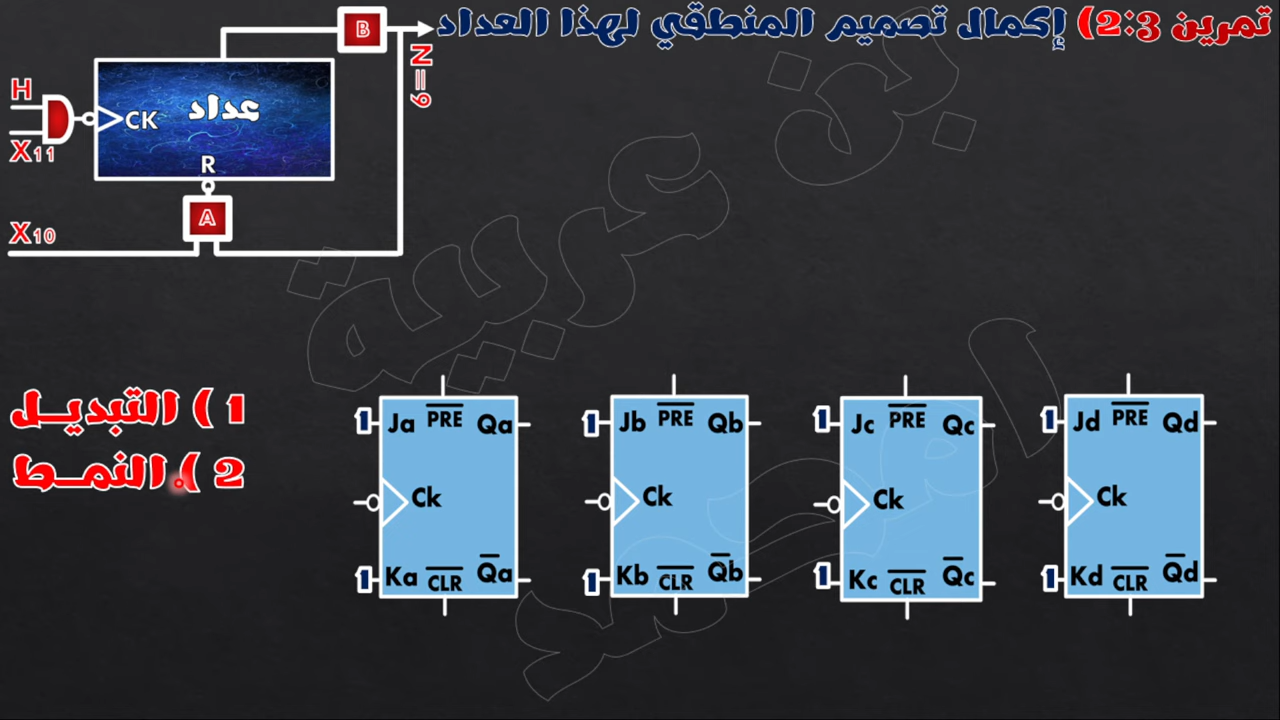 تمرين 2:3) إكمال تصميم المنطقي لهذا العداد
B
N=9
H
CK
عداد
X11
R
A
X10
1 ) التبديل
2 ) النمط
1 Ja PRE Qa
Ck
1 Ka CLR Qa
1 Jb PRE Qb
Ck
1 Kb CLR Qb
1 Jc PRE Qc
Ck
1 Kc CLR Qc
1 Jd PRE Qd
Ck
1 Kd CLR Qd